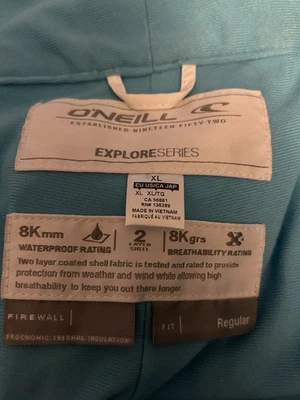 O'NEILL
ESTABLISHED NINETEEN FIFTY-TWO
EXPLORESERIES
XL
EU US/CA JAP
XL XL/TG
CA 56881
RN# 136289
MADE IN VIETNAM
FABRIQUÉ AU VIETNAM
8Kmm
WATERPROOF RATING
2
LAYER
SHELL
8Kgrs
BREATHABILITY RATING
Two layer coated shell fabric is tested and rated to provide
protection from weather and wind while allowing high
breathability to keep you out there longer.
FIREWALL
ERGONOMIC THERMAL INSULATION
FIT
Regular